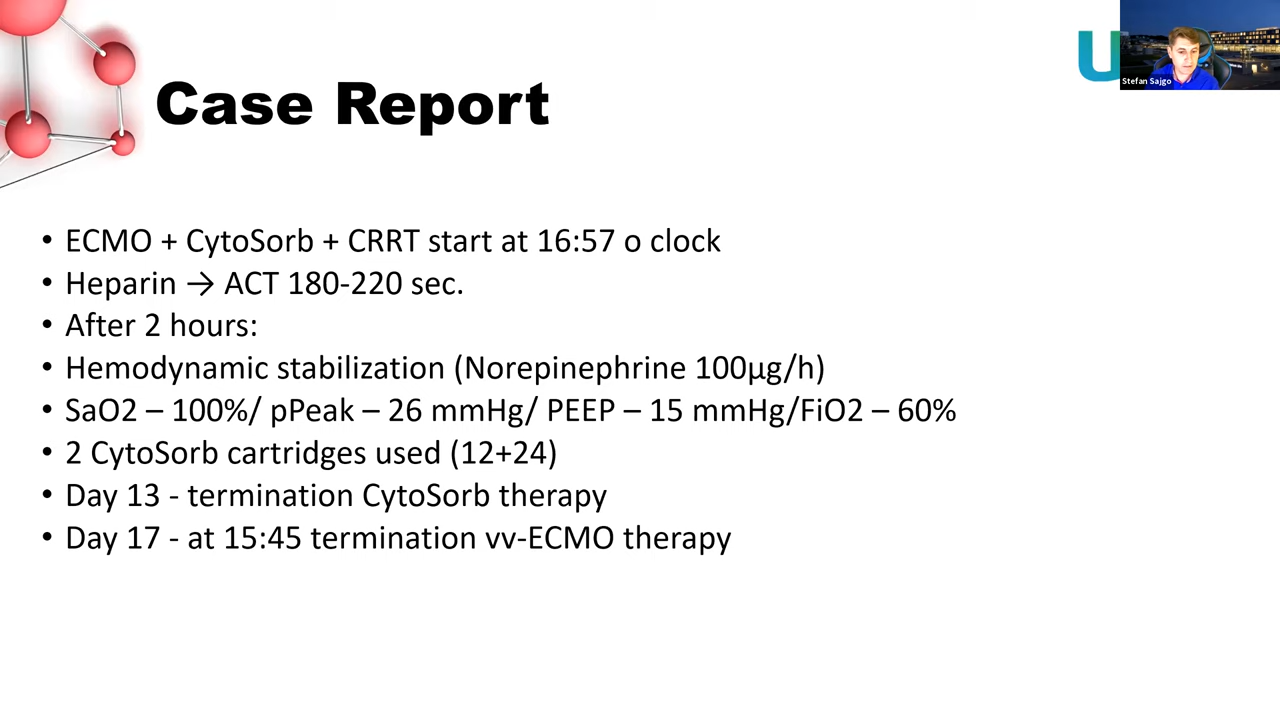 U
Stefan Sajgo
Case Report
• ECMO + CytoSorb + CRRT start at 16:57 o clock
• Heparin → ACT 180-220 sec.
• After 2 hours:
• Hemodynamic stabilization (Norepinephrine 100µg/h)
• SaO2 – 100%/ pPeak – 26 mmHg/ PEEP – 15 mmHg/FiO2 – 60%
• 2 CytoSorb cartridges used (12+24)
• Day 13 - termination CytoSorb therapy
• Day 17 - at 15:45 termination vv-ECMO therapy